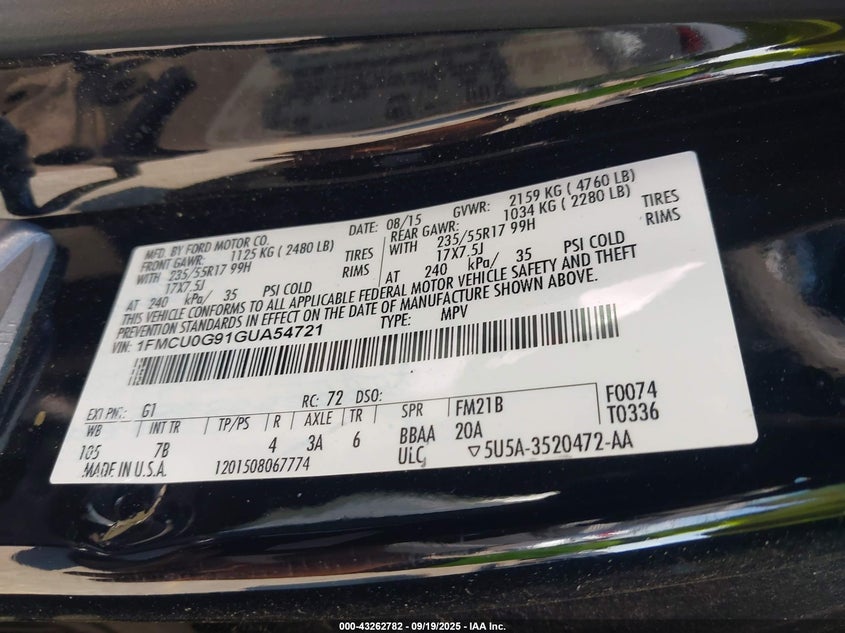 MFD. BY FORD MOTOR CO.
DATE: 08/15 GVWR: 2159 KG ( 4760 LB)
FRONT GAWR: 1125 KG ( 2480 LB)
REAR GAWR: 1034 KG ( 2280 LB)
WITH 235/55R17 99H TIRES
WITH 235/55R17 99H TIRES
17X7.5J RIMS
17X7.5J RIMS
AT 240 kPa/ 35 PSI COLD
AT 240 kPa/ 35 PSI COLD
THIS VEHICLE CONFORMS TO ALL APPLICABLE FEDERAL MOTOR VEHICLE SAFETY AND THEFT
PREVENTION STANDARDS IN EFFECT ON THE DATE OF MANUFACTURE SHOWN ABOVE.
VIN: 1FMCU0G91GUA54721 TYPE: MPV
EXT PNT: G1 RC: 72 DSO:
WB INT TR TP/PS R AXLE TR SPR FM21B F0074
105 7B 4 3A 6 BBAA 20A T0336
MADE IN U.S.A. 1201508067774 ULC 5U5A-3520472-AA
000-43262782 - 09/19/2025 - IAA Inc.